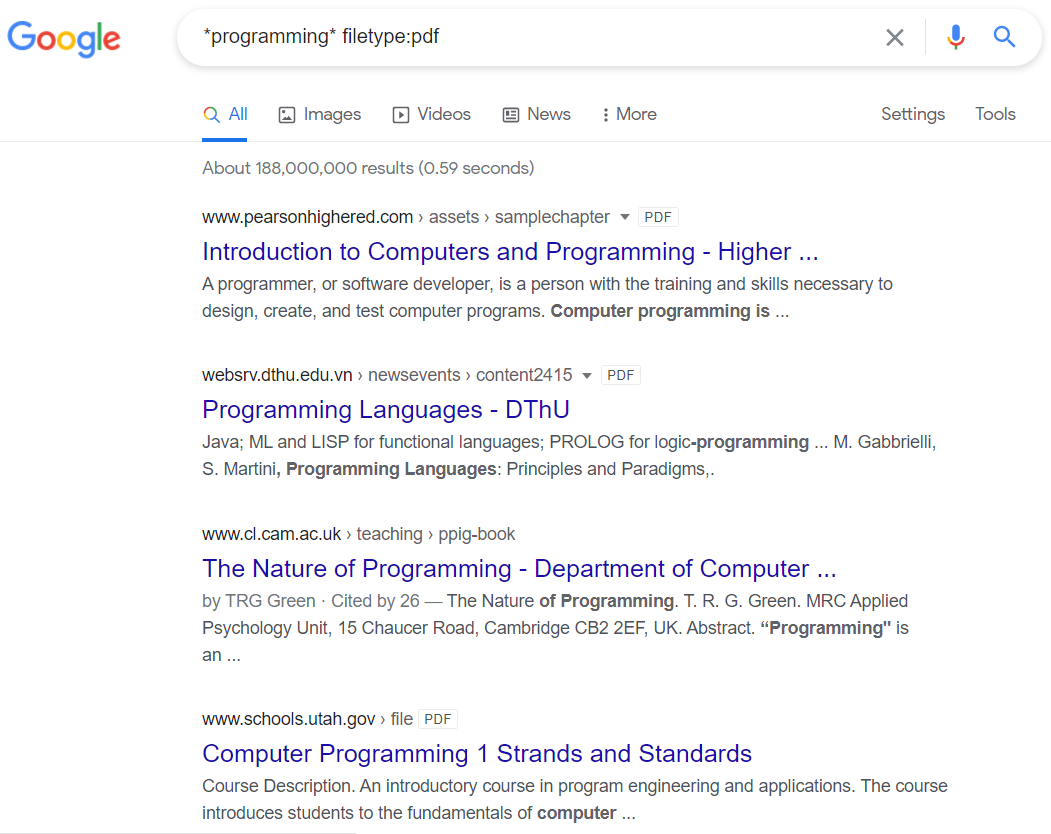 Google
*programming* filetype:pdf
All Images Videos News More Settings Tools
About 188,000,000 results (0.59 seconds)
www.pearsonhighered.com › assets › samplechapter PDF
Introduction to Computers and Programming - Higher ...
A programmer, or software developer, is a person with the training and skills necessary to
design, create, and test computer programs. Computer programming is ...
websrv.dthu.edu.vn › newsevents › content2415 PDF
Programming Languages - DThU
Java; ML and LISP for functional languages; PROLOG for logic-programming ... M. Gabbrielli,
S. Martini, Programming Languages: Principles and Paradigms,.
www.cl.cam.ac.uk › teaching › ppig-book
The Nature of Programming - Department of Computer ...
by TRG Green · Cited by 26 — The Nature of Programming. T. R. G. Green. MRC Applied
Psychology Unit, 15 Chaucer Road, Cambridge CB2 2EF, UK. Abstract. “Programming" is
an ...
www.schools.utah.gov › file PDF
Computer Programming 1 Strands and Standards
Course Description. An introductory course in program engineering and applications. The course
introduces students to the fundamentals of computer ...